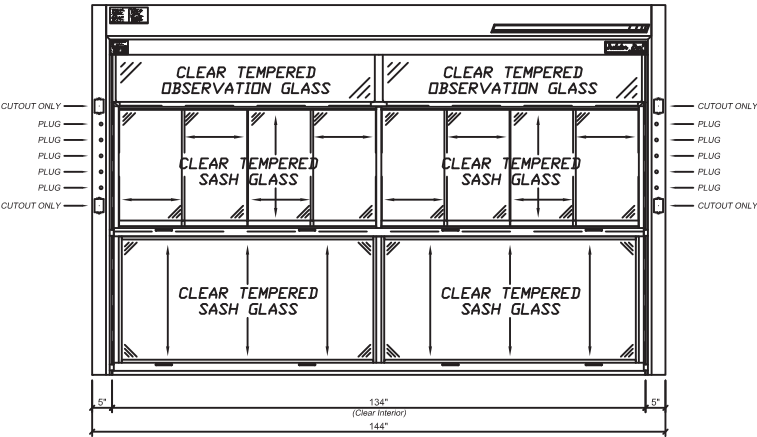 CLEAR TEMPERED
OBSERVATION GLASS
CLEAR TEMPERED
OBSERVATION GLASS
CUTOUT ONLY
PLUG
PLUG
PLUG
PLUG
PLUG
CUTOUT ONLY
CLEAR TEMPERED
SASH GLASS
CLEAR TEMPERED
SASH GLASS
CUTOUT ONLY
PLUG
PLUG
PLUG
PLUG
PLUG
CUTOUT ONLY
CLEAR TEMPERED
SASH GLASS
CLEAR TEMPERED
SASH GLASS
5"
134"
5"
(Clear Interior)
144"